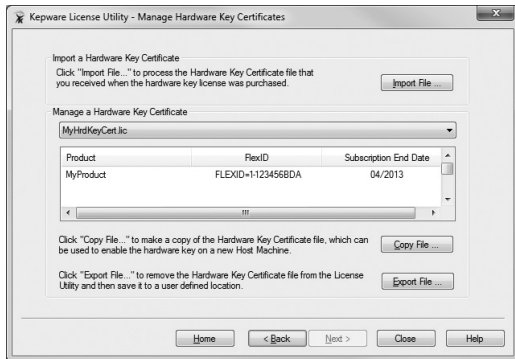 Kepware License Utility - Manage Hardware Key Certificates
Import a Hardware Key Certificate
Click "Import File..." to process the Hardware Key Certificate file that
you received when the hardware key license was purchased.
Import File ...
Manage a Hardware Key Certificate
MyHrdKeyCert.lic
Product FlexID Subscription End Date
MyProduct FLEXID=1-123456BDA 04/2013
Click "Copy File..." to make a copy of the Hardware Key Certificate file, which can
be used to enable the hardware key on a new Host Machine.
Copy File ...
Click "Export File..." to remove the Hardware Key Certificate file from the License
Utility and then save it to a user defined location.
Export File ...
Home < Back Next > Close Help